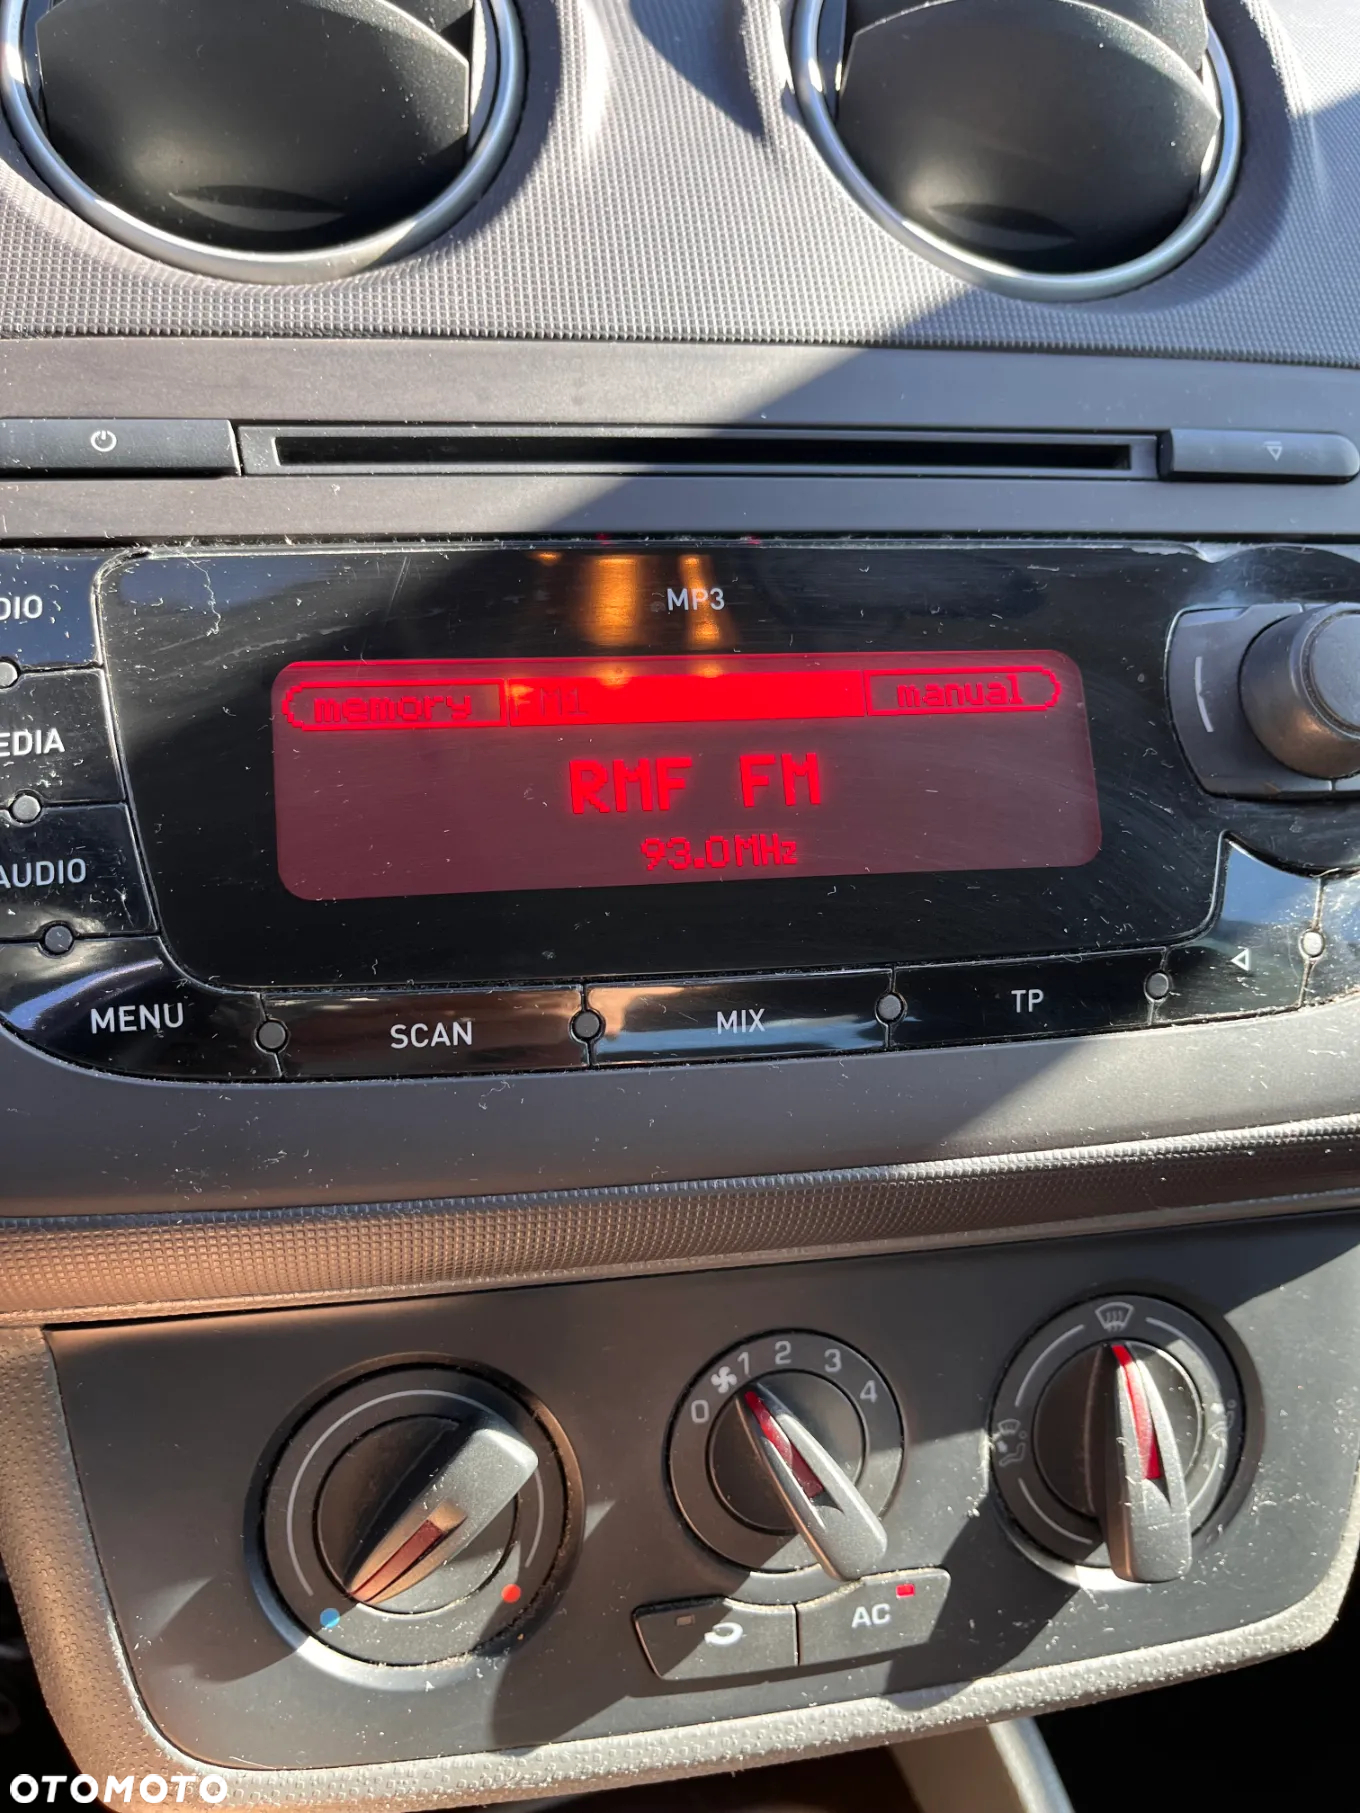 MP3
DIO
memory FM1 manual
EDIA
RMF FM
93.0MHz
AUDIO
MENU
SCAN
MIX
TP
0 1 2 3 4
AC
OTOMOTO